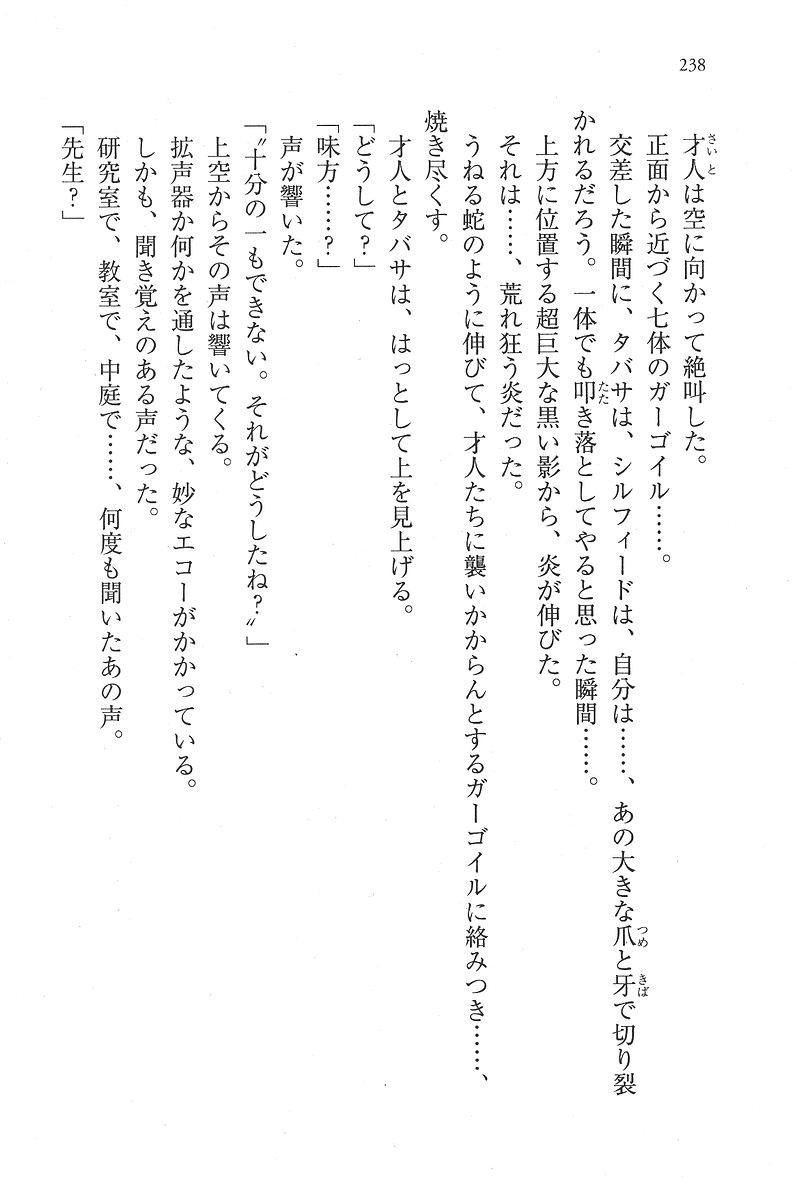 238
才人は空に向かって絶叫した。
正面から近づく七体のガーゴイル……。
交差した瞬間に、タバサは、シルフィードは、自分は……、あの大きな爪と牙で切り裂
かれるだろう。一体でも叩き落としてやると思った瞬間……。
上方に位置する超巨大な黒い影から、炎が伸びた。
それは……、荒れ狂う炎だった。
うねる蛇のように伸びて、才人たちに襲いかからんとするガーゴイルに絡みつき……、
焼き尽くす。
才人とタバサは、はっとして上を見上げる。
「どうして?」
「味方……?」
声が響いた。
「〝十分の一もできない。それがどうしたね?〟」
上空からその声は響いてくる。
拡声器か何かを通したような、妙なエコーがかかっている。
しかも、聞き覚えのある声だった。
研究室で、教室で、中庭で……、何度も聞いたあの声。
「先生?」